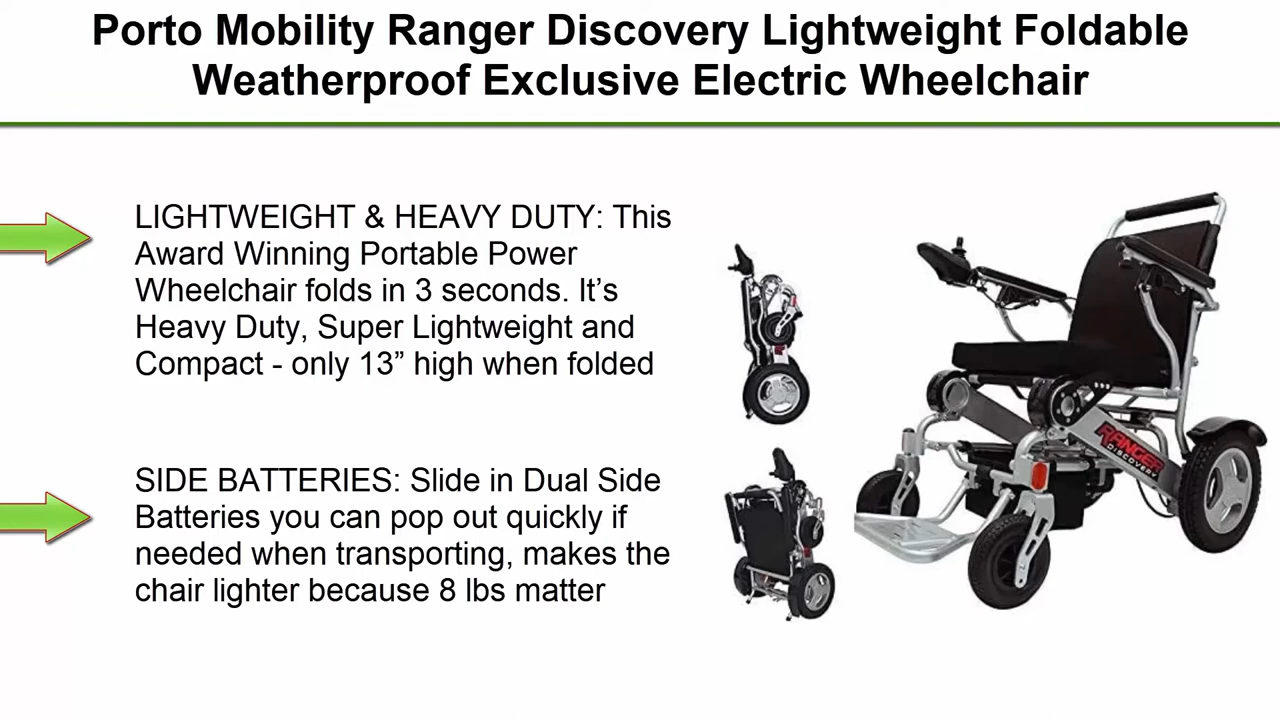 Porto Mobility Ranger Discovery Lightweight Foldable
Weatherproof Exclusive Electric Wheelchair
LIGHTWEIGHT & HEAVY DUTY: This
Award Winning Portable Power
Wheelchair folds in 3 seconds. It’s
Heavy Duty, Super Lightweight and
Compact - only 13” high when folded
SIDE BATTERIES: Slide in Dual Side
Batteries you can pop out quickly if
needed when transporting, makes the
chair lighter because 8 lbs matter
RANGER
DISCOVERY